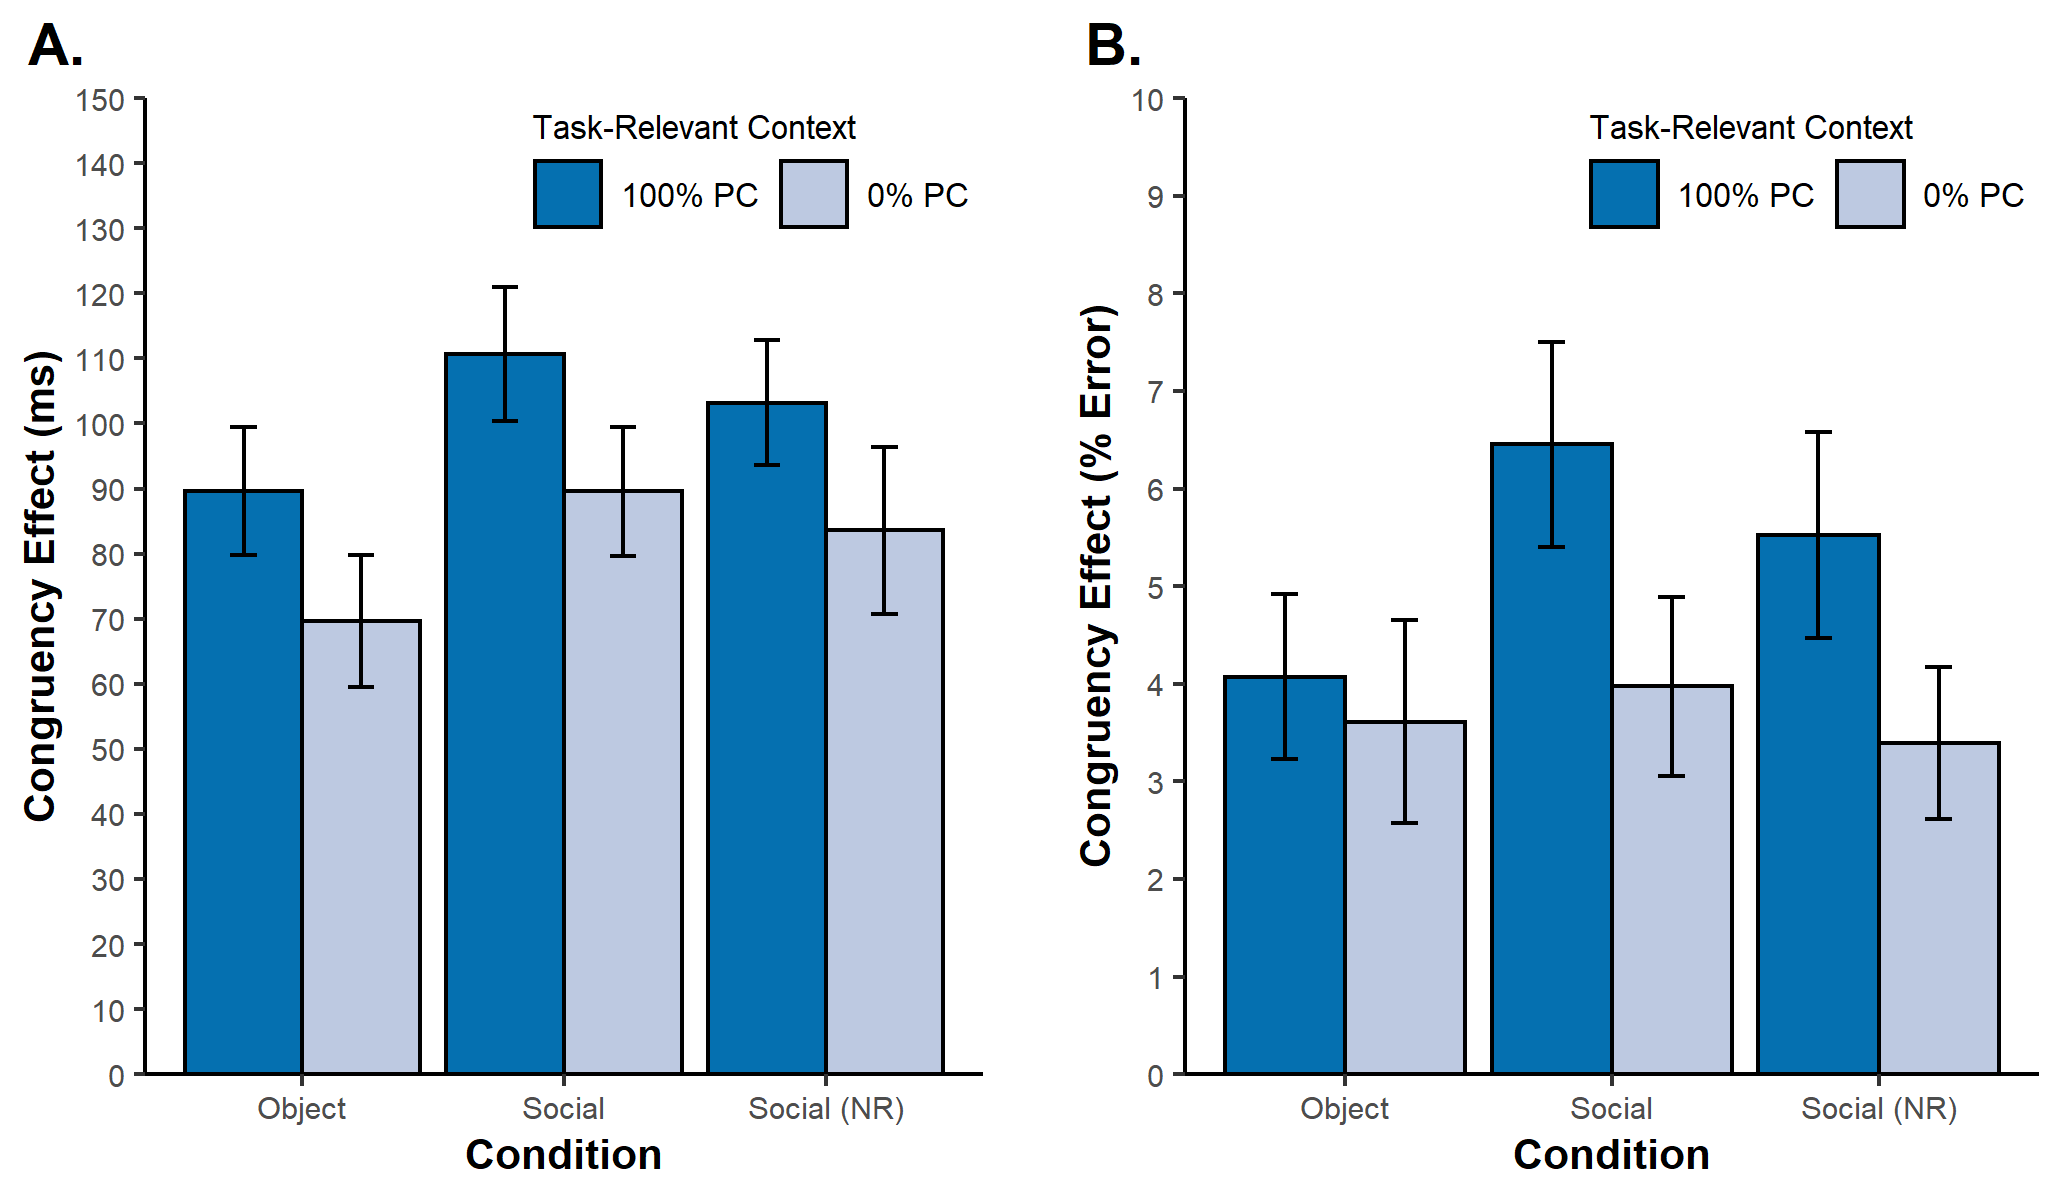 A.
Congruency Effect (ms)
150
140
130
120
110
100
90
80
70
60
50
40
30
20
10
0
Task-Relevant Context
100% PC 0% PC
Object Social Social (NR)
Condition
B.
Congruency Effect (% Error)
10
9
8
7
6
5
4
3
2
1
0
Task-Relevant Context
100% PC 0% PC
Object Social Social (NR)
Condition